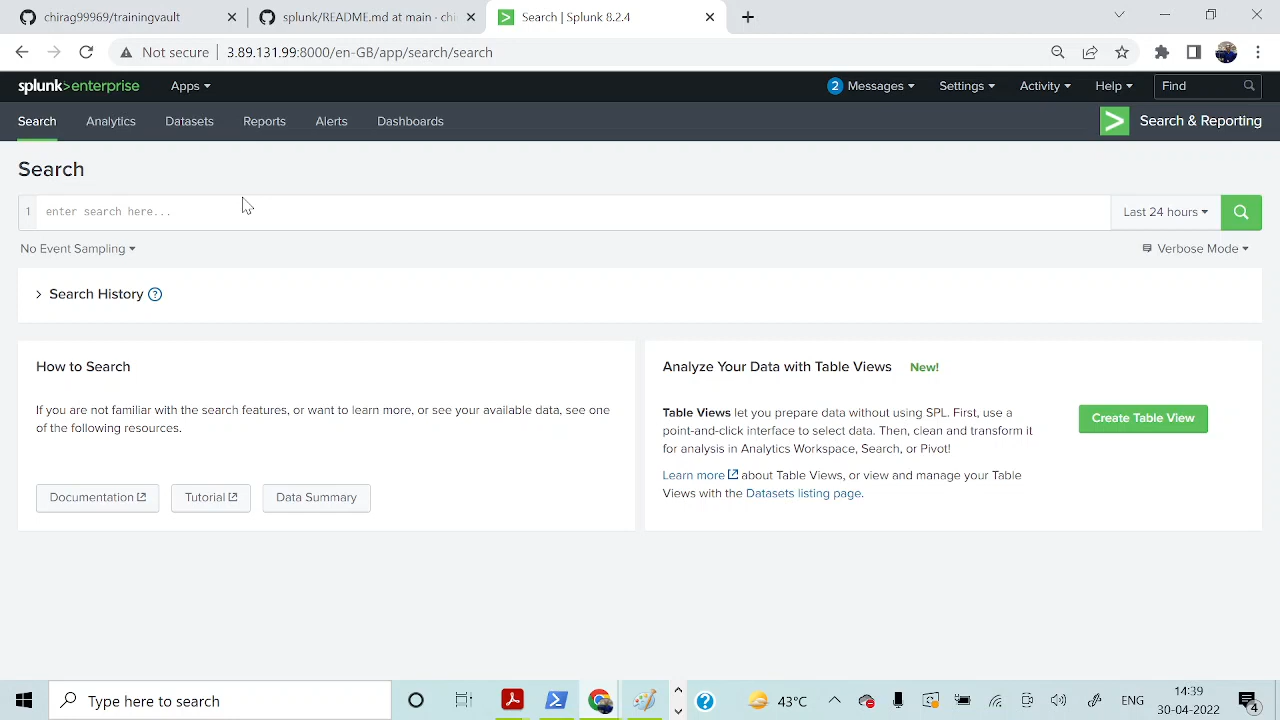 chirag99969/trainingvault
splunk/README.md at main · chi
Search | Splunk 8.2.4
Not secure
3.89.131.99:8000/en-GB/app/search/search
splunk>enterprise
Apps
2
Messages
Settings
Activity
Help
Find
Search
Analytics
Datasets
Reports
Alerts
Dashboards
Search & Reporting
Search
1
enter search here...
Last 24 hours
No Event Sampling
Verbose Mode
Search History
?
How to Search
If you are not familiar with the search features, or want to learn more, or see your available data, see one
of the following resources.
Documentation
Tutorial
Data Summary
Analyze Your Data with Table Views New!
Table Views let you prepare data without using SPL. First, use a
point-and-click interface to select data. Then, clean and transform it
for analysis in Analytics Workspace, Search, or Pivot!
Learn more about Table Views, or view and manage your Table
Views with the Datasets listing page.
Create Table View
Type here to search
43°C
ENG
14:39
30-04-2022
4